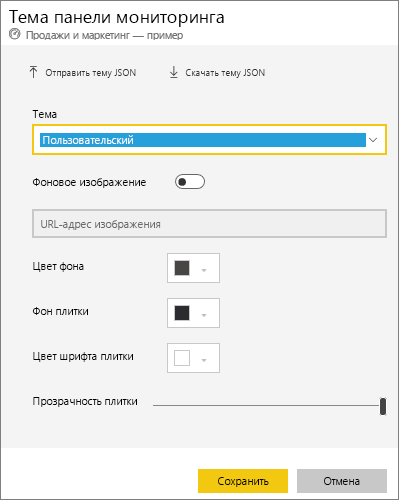 Тема панели мониторинга
Продажи и маркетинг — пример
Отправить тему JSON
Скачать тему JSON
Тема
Пользовательский
Фоновое изображение
URL-адрес изображения
Цвет фона
Фон плитки
Цвет шрифта плитки
Прозрачность плитки
Сохранить
Отмена